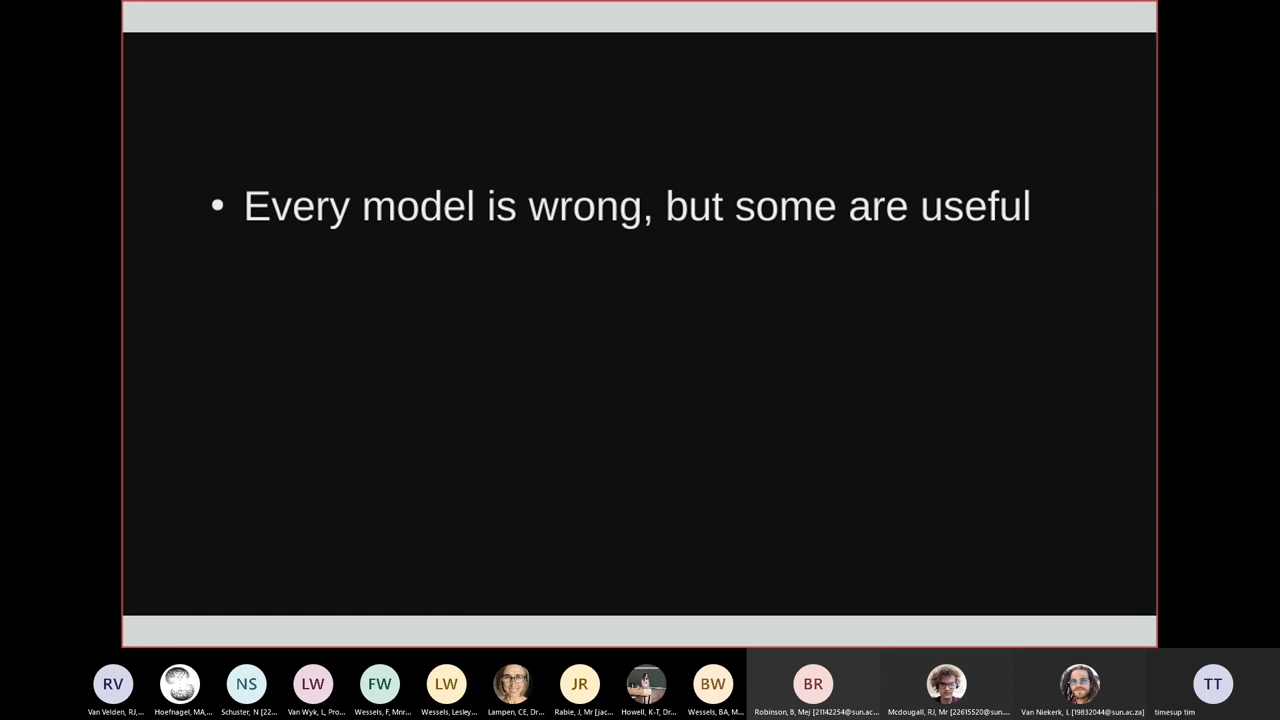 • Every model is wrong, but some are useful
RV
NS
LW
FW
LW
JR
BW
BR
TT
Van Velden, RJ,...
Hoefnagel, MA,...
Schuster, N [22...
Van Wyk, L, Pro...
Wessels, F, Mnr...
Wessels, Lesley...
Lampen, CE, Dr...
Rabie, J, Mr [jac...
Howell, K-T, Dr...
Wessels, BA, M...
Robinson, B, Mej [21142254@sun.ac...
Mcdougall, RJ, Mr [22615520@sun....
Van Niekerk, L [19832044@sun.ac.za]
timesup tim